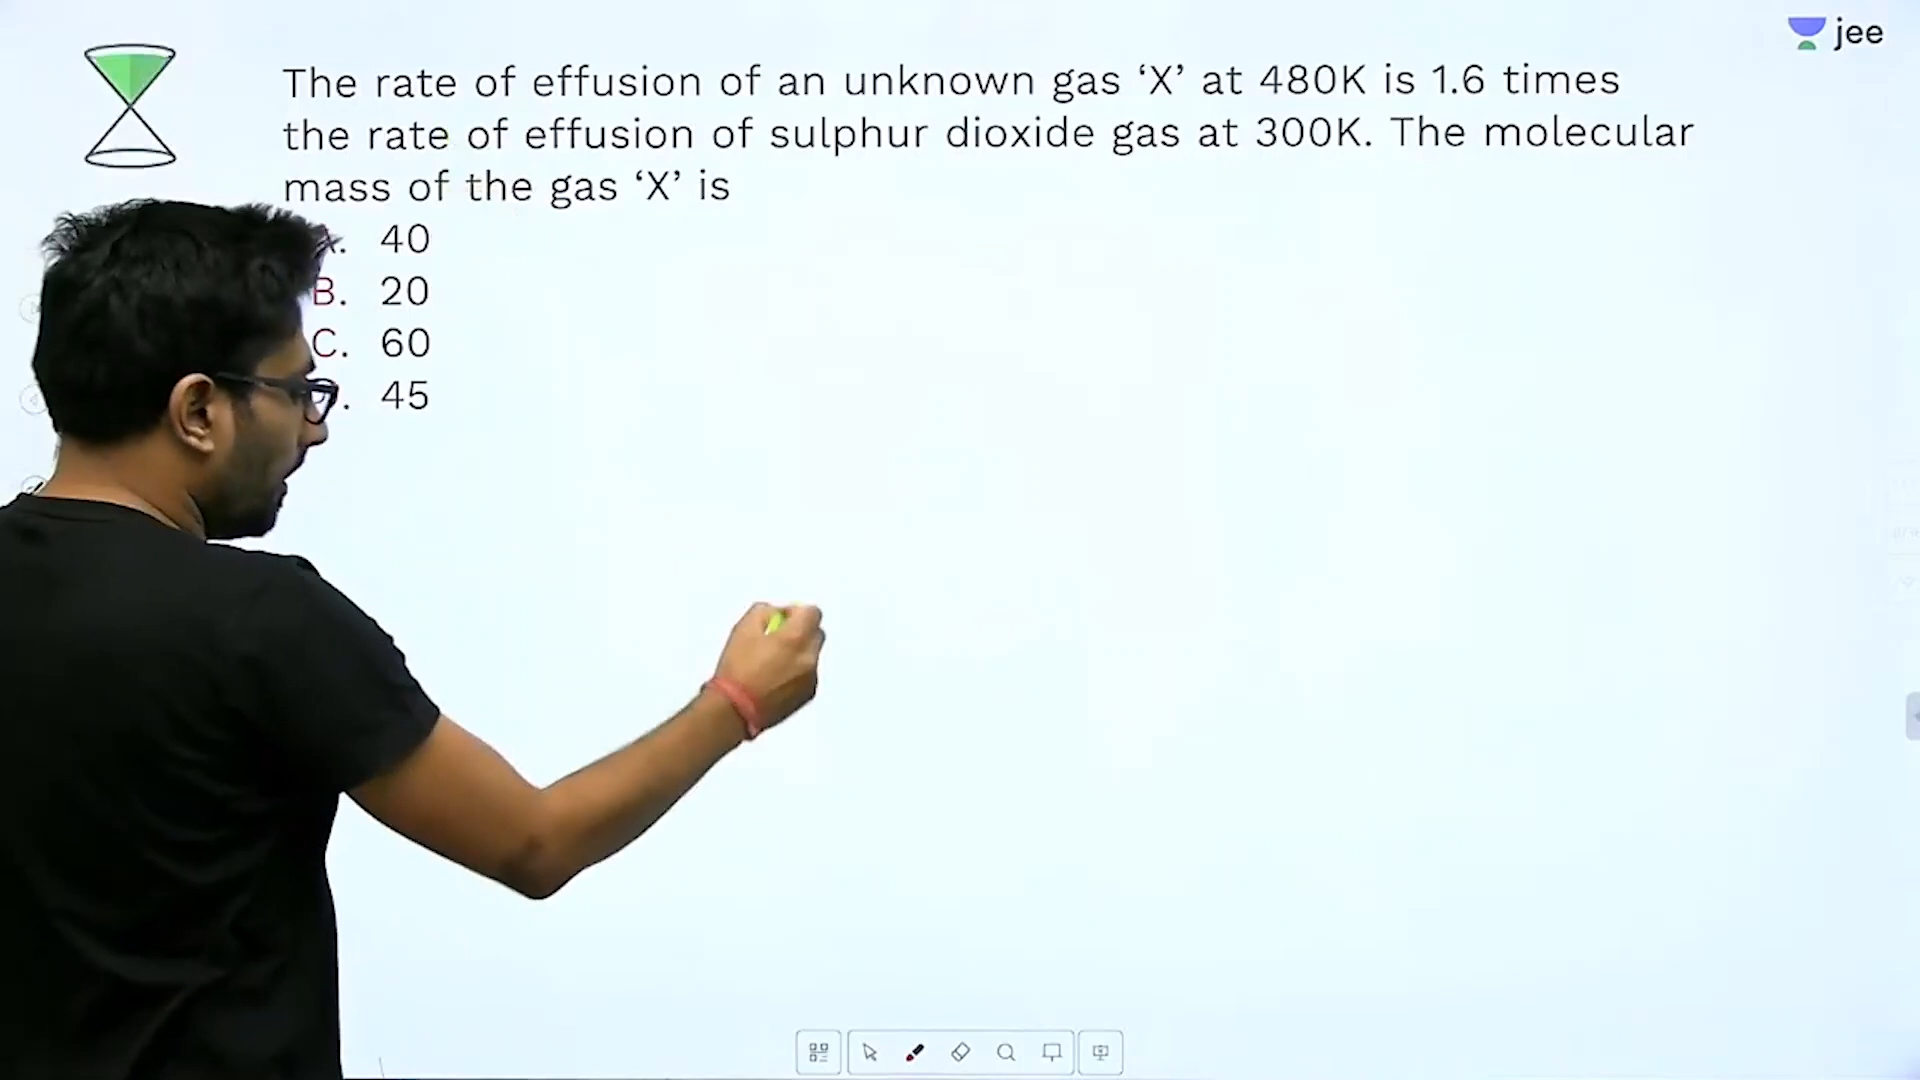 jee
The rate of effusion of an unknown gas ‘X’ at 480K is 1.6 times
the rate of effusion of sulphur dioxide gas at 300K. The molecular
mass of the gas ‘X’ is
A. 40
B. 20
C. 60
. 45